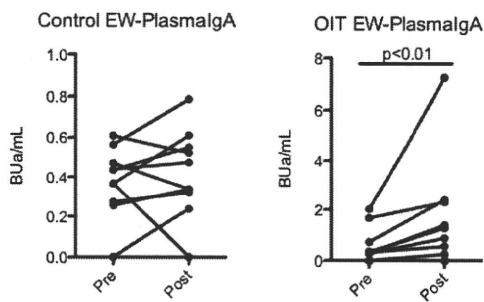 Control EW-PlasmaIgA
BUa/mL
1.0
0.8
0.6
0.4
0.2
0.0
Pre
Post
OIT EW-PlasmaIgA
p<0.01
BUa/mL
8
6
4
2
0
Pre
Post